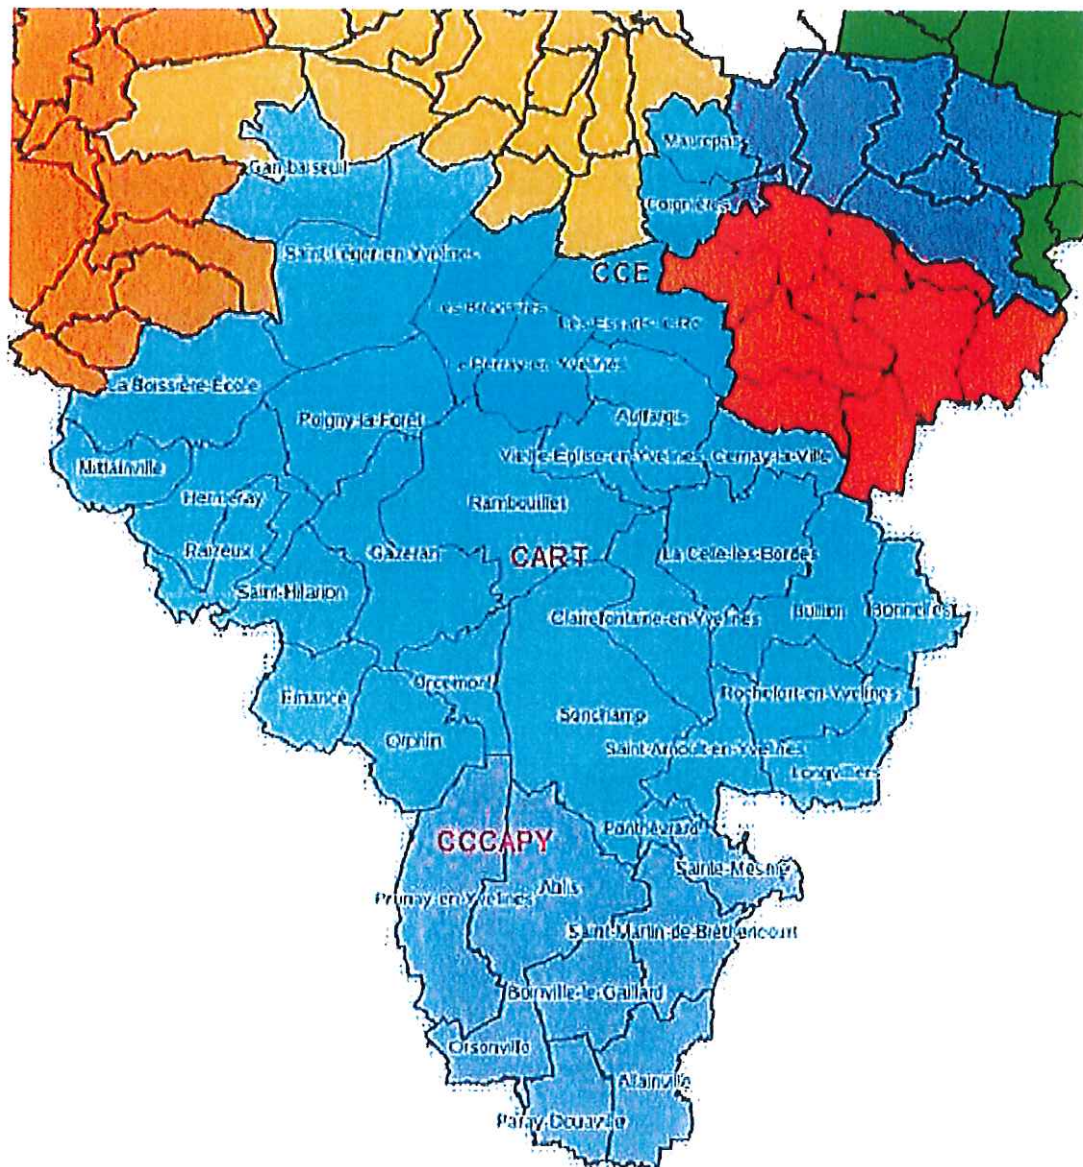 Maurepas
Gambaiseuil
Coignières
Saint-Léger-en-Yvelines
CCE
Les Bréviaires
Les Essarts-le-Roi
Le Perray-en-Yvelines
La Boissière-Ecole
Auffargis
Poigny-la-Forêt
Vieille-Eglise-en-Yvelines
Cernay-la-Ville
Mittainville
Hermeray
Rambouillet
Raizeux
Gazeran
CART
La Celle-les-Bordes
Saint-Hilarion
Clairefontaine-en-Yvelines
Bullion
Bonnelles
Orcemont
Rochefort-en-Yvelines
Emancé
Sonchamp
Orphin
Saint-Arnoult-en-Yvelines
Longvilliers
Ponthévrard
CCCAPY
Sainte-Mesme
Ablis
Prunay-en-Yvelines
Saint-Martin-de-Bréthencourt
Boinville-le-Gaillard
Orsonville
Allainville
Paray-Douaville